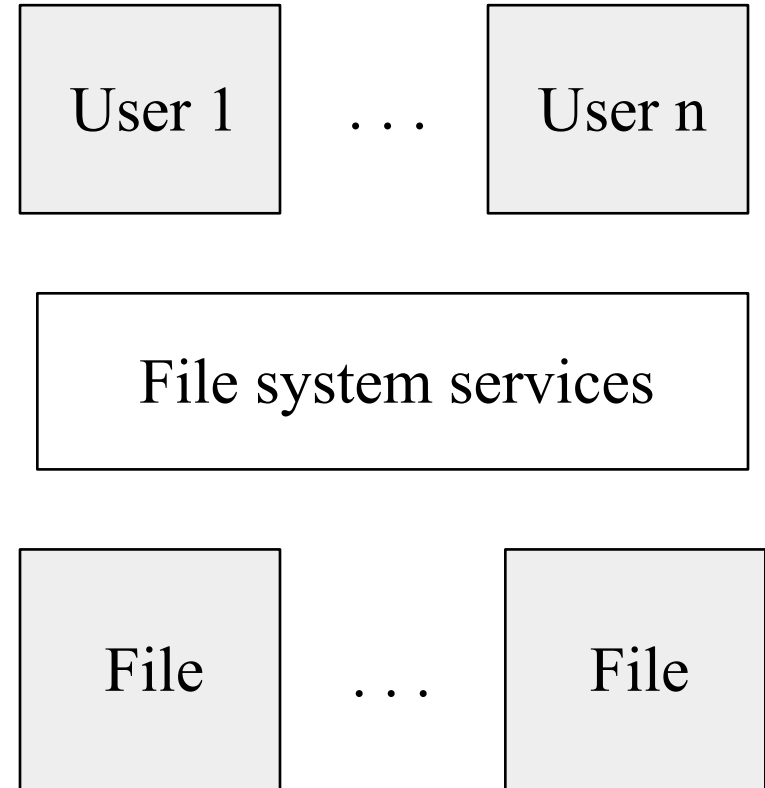 User 1 . . . User n
File system services
File . . . File